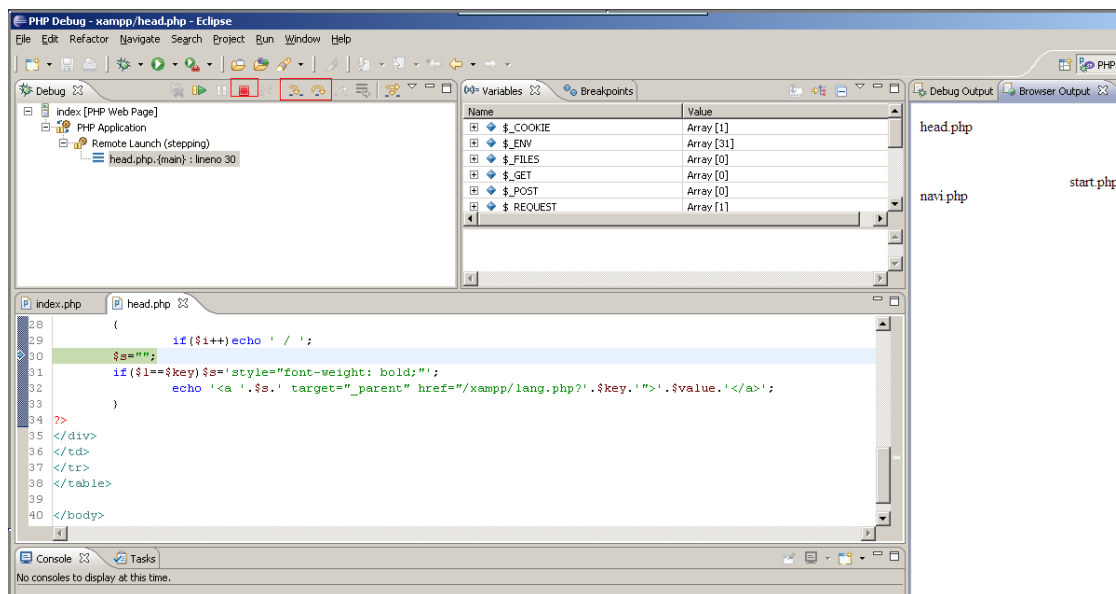 PHP Debug - xampp/head.php - Eclipse
File Edit Refactor Navigate Search Project Run Window Help
PHP
Debug
index [PHP Web Page]
PHP Application
Remote Launch (stepping)
head.php.{main} : lineno 30
(x)= Variables Breakpoints
Name Value
$_COOKIE Array [1]
$_ENV Array [31]
$_FILES Array [0]
$_GET Array [0]
$_POST Array [0]
$_REQUEST Array [1]
Debug Output Browser Output
head.php
start.php
navi.php
index.php head.php
28 {
29 if($i++)echo ' / ';
30 $s="";
31 if($l==$key)$s='style="font-weight: bold;"';
32 echo '<a '.$s.' target="_parent" href="/xampp/lang.php?'.$key.'">'.$value.'</a>';
33 }
34 ?>
35 </div>
36 </td>
37 </tr>
38 </table>
39
40 </body>
Console Tasks
No consoles to display at this time.